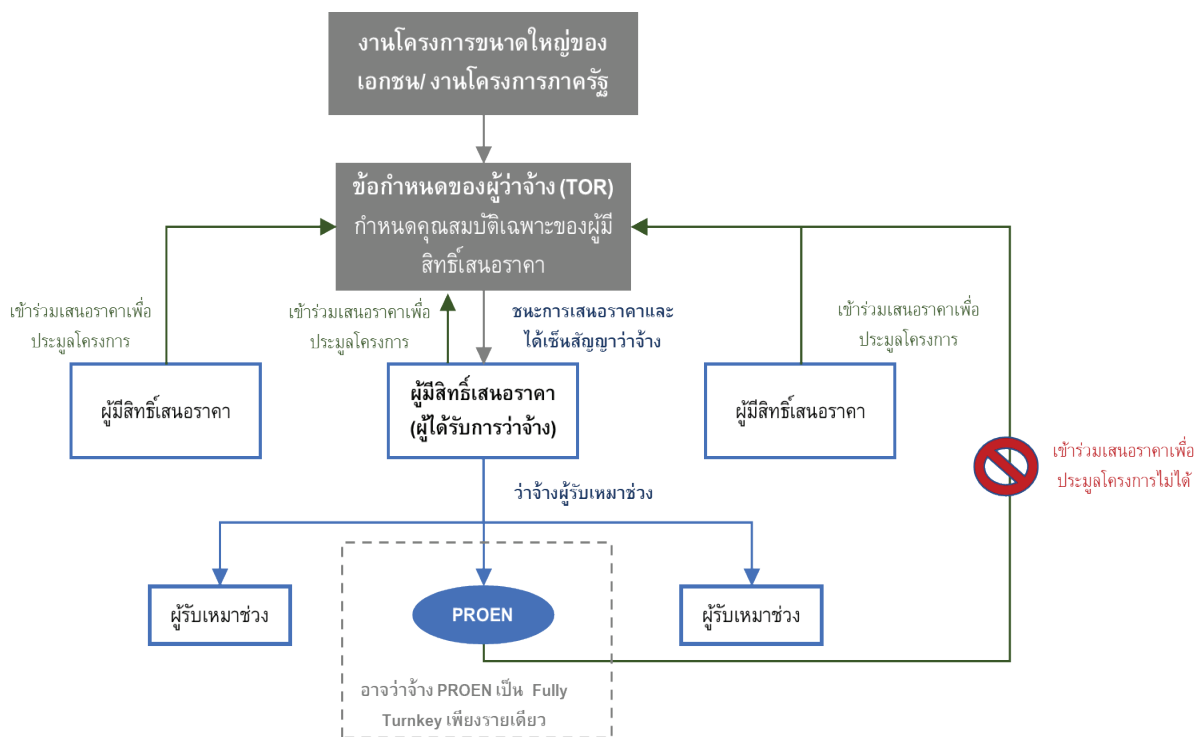 งานโครงการขนาดใหญ่ของ
เอกชน/ งานโครงการภาครัฐ
ข้อกำหนดของผู้ว่าจ้าง (TOR)
กำหนดคุณสมบัติเฉพาะของผู้มี
สิทธิ์เสนอราคา
เข้าร่วมเสนอราคาเพื่อ
ประมูลโครงการ
เข้าร่วมเสนอราคาเพื่อ
ประมูลโครงการ
ชนะการเสนอราคาและ
ได้เซ็นสัญญาว่าจ้าง
เข้าร่วมเสนอราคาเพื่อ
ประมูลโครงการ
ผู้มีสิทธิ์เสนอราคา
ผู้มีสิทธิ์เสนอราคา
(ผู้ได้รับการว่าจ้าง)
ผู้มีสิทธิ์เสนอราคา
เข้าร่วมเสนอราคาเพื่อ
ประมูลโครงการไม่ได้
ว่าจ้างผู้รับเหมาช่วง
ผู้รับเหมาช่วง
PROEN
ผู้รับเหมาช่วง
อาจว่าจ้าง PROEN เป็น Fully
Turnkey เพียงรายเดียว